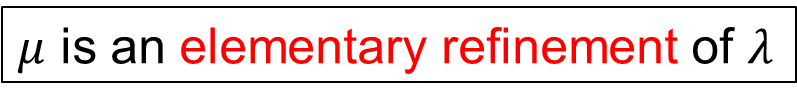 𝜇 is an elementary refinement of 𝜆